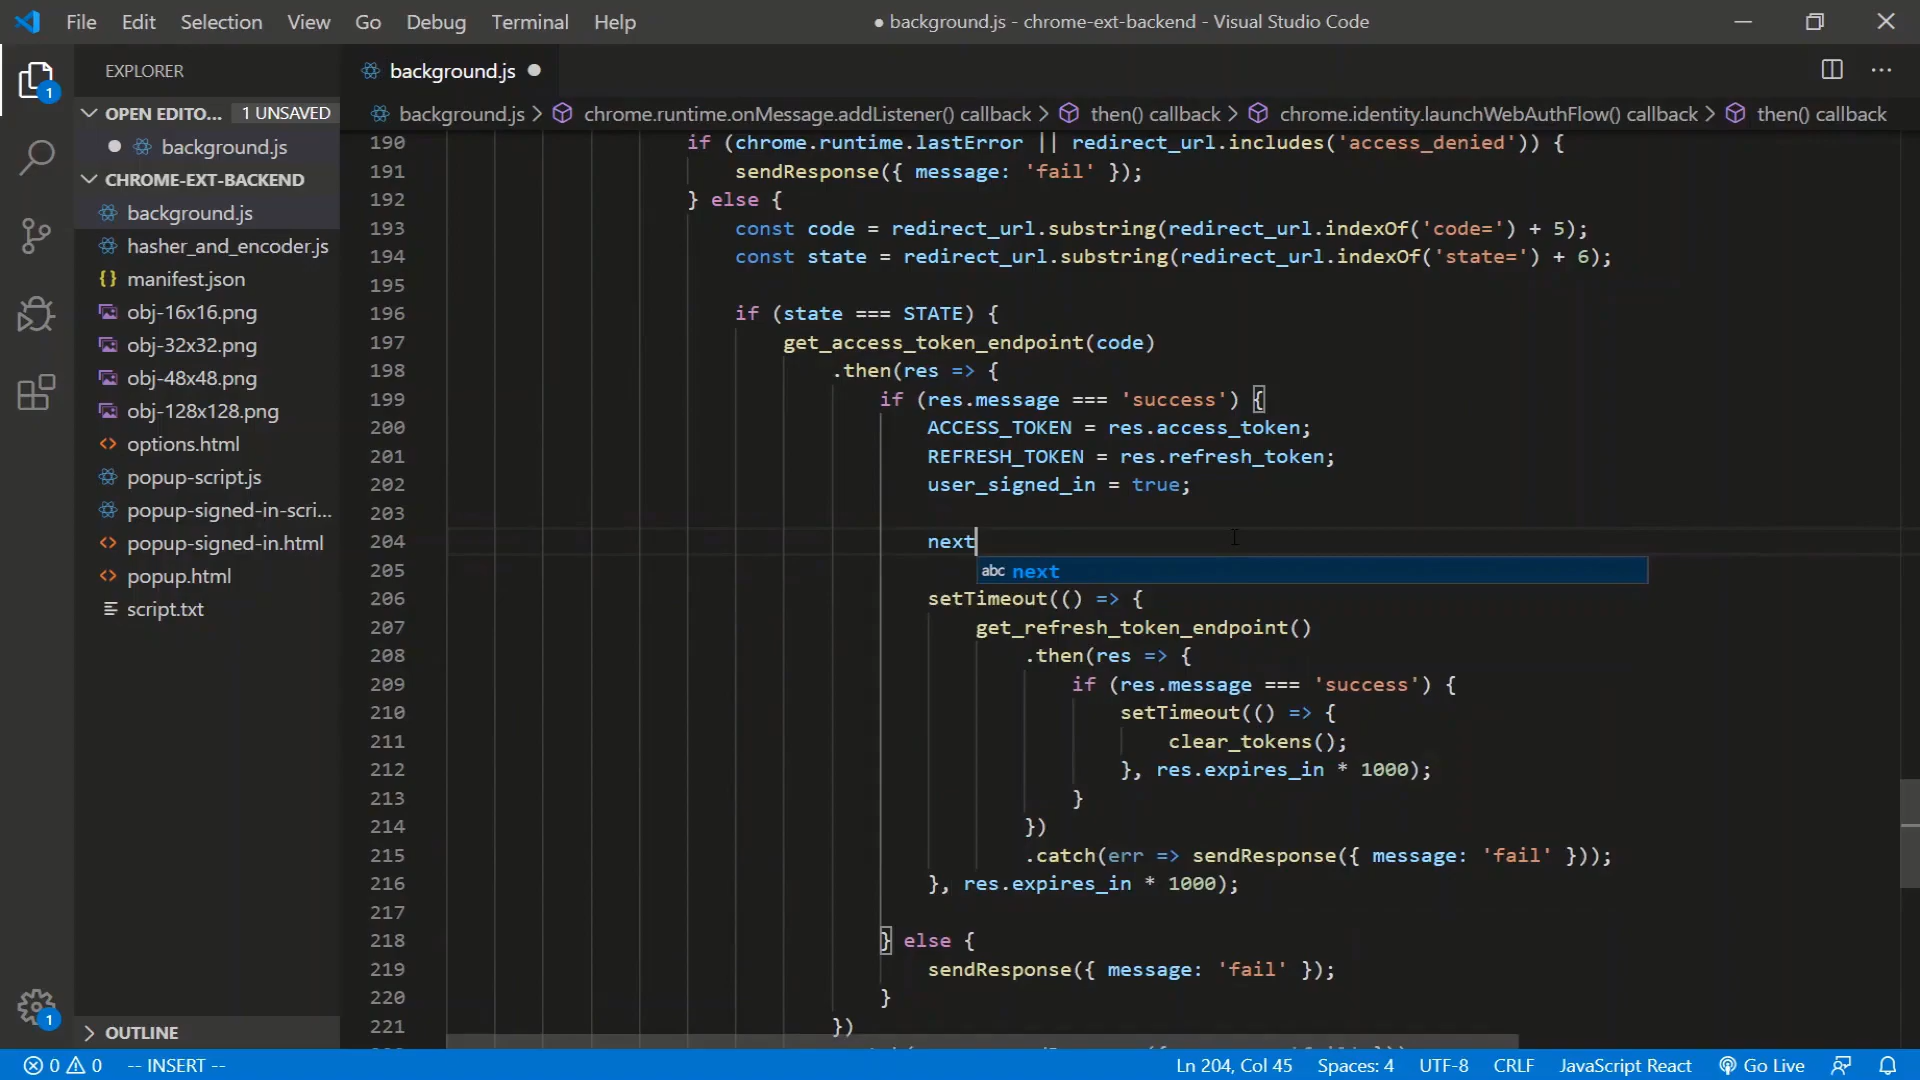 File Edit Selection View Go Debug Terminal Help
● background.js - chrome-ext-backend - Visual Studio Code
EXPLORER
OPEN EDITO... 1 UNSAVED
background.js
CHROME-EXT-BACKEND
background.js
hasher_and_encoder.js
manifest.json
obj-16x16.png
obj-32x32.png
obj-48x48.png
obj-128x128.png
options.html
popup-script.js
popup-signed-in-scri...
popup-signed-in.html
popup.html
script.txt
OUTLINE
1
1
background.js ●
background.js > chrome.runtime.onMessage.addListener() callback > then() callback > chrome.identity.launchWebAuthFlow() callback > then() callback
190 if (chrome.runtime.lastError || redirect_url.includes('access_denied')) {
191 sendResponse({ message: 'fail' });
192 } else {
193 const code = redirect_url.substring(redirect_url.indexOf('code=') + 5);
194 const state = redirect_url.substring(redirect_url.indexOf('state=') + 6);
195
196 if (state === STATE) {
197 get_access_token_endpoint(code)
198 .then(res => {
199 if (res.message === 'success') {
200 ACCESS_TOKEN = res.access_token;
201 REFRESH_TOKEN = res.refresh_token;
202 user_signed_in = true;
203
204 next
abc next
205
206 setTimeout(() => {
207 get_refresh_token_endpoint()
208 .then(res => {
209 if (res.message === 'success') {
210 setTimeout(() => {
211 clear_tokens();
212 }, res.expires_in * 1000);
213 }
214 })
215 .catch(err => sendResponse({ message: 'fail' }));
216 }, res.expires_in * 1000);
217
218 } else {
219 sendResponse({ message: 'fail' });
220 }
221 })
0 0 -- INSERT -- Ln 204, Col 45 Spaces: 4 UTF-8 CRLF JavaScript React Go Live